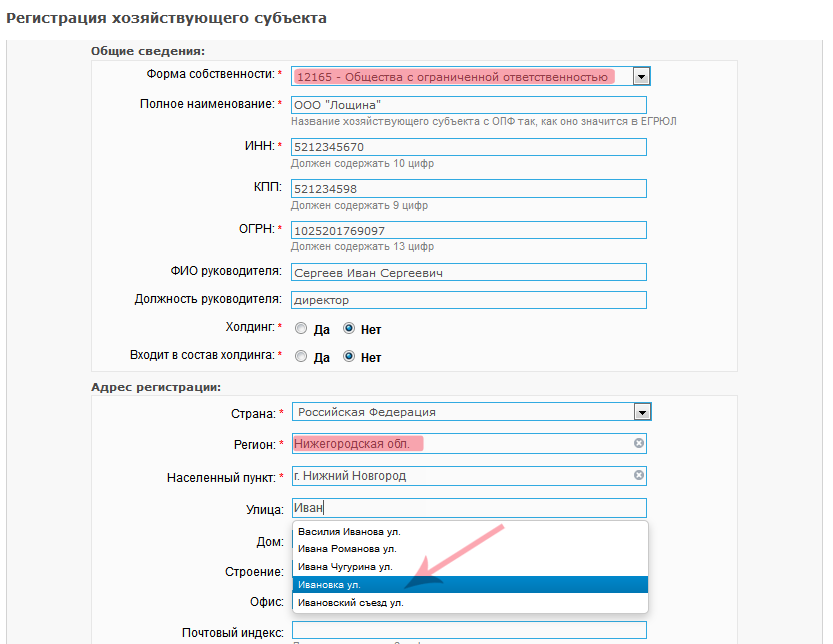 Регистрация хозяйствующего субъекта
Общие сведения:
Форма собственности: * 12165 - Общества с ограниченной ответственностью
Полное наименование: * ООО "Лощина"
Название хозяйствующего субъекта с ОПФ так, как оно значится в ЕГРЮЛ
ИНН: * 5212345670
Должен содержать 10 цифр
КПП: 521234598
Должен содержать 9 цифр
ОГРН: * 1025201769097
Должен содержать 13 цифр
ФИО руководителя: Сергеев Иван Сергеевич
Должность руководителя: директор
Холдинг: * Да Нет
Входит в состав холдинга: * Да Нет
Адрес регистрации:
Страна: * Российская Федерация
Регион: * Нижегородская обл.
Населенный пункт: * г. Нижний Новгород
Улица: Иван
Василия Иванова ул.
Дом:
Ивана Романова ул.
Ивана Чугурина ул.
Строение:
Ивановка ул.
Офис: Ивановский съезд ул.
Почтовый индекс: